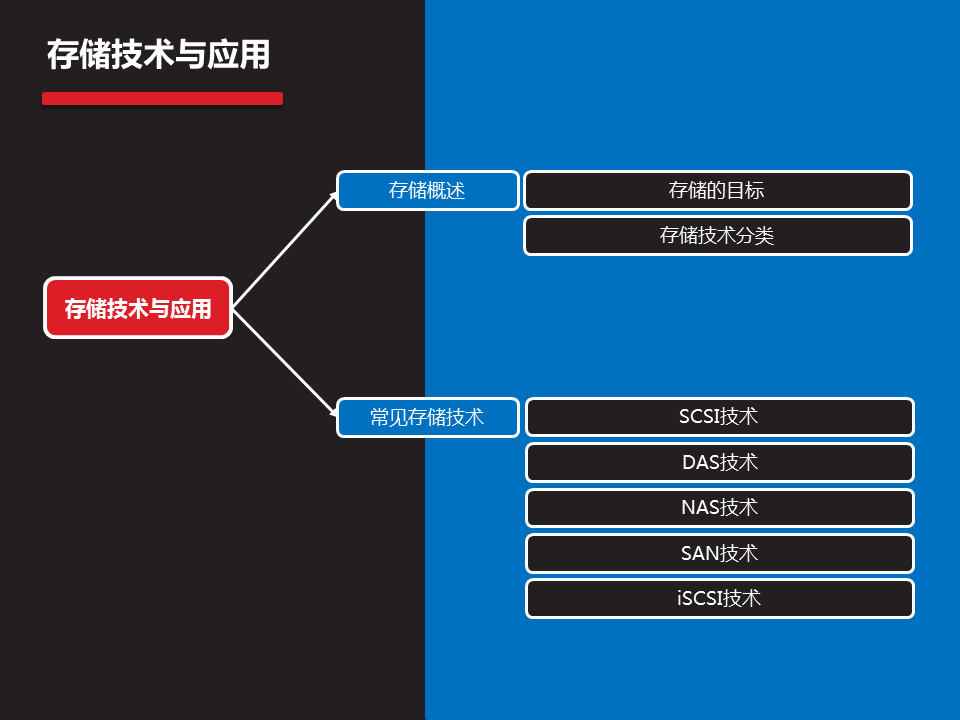 存储技术与应用
存储概述
存储的目标
存储技术分类
存储技术与应用
常见存储技术
SCSI技术
DAS技术
NAS技术
SAN技术
iSCSI技术